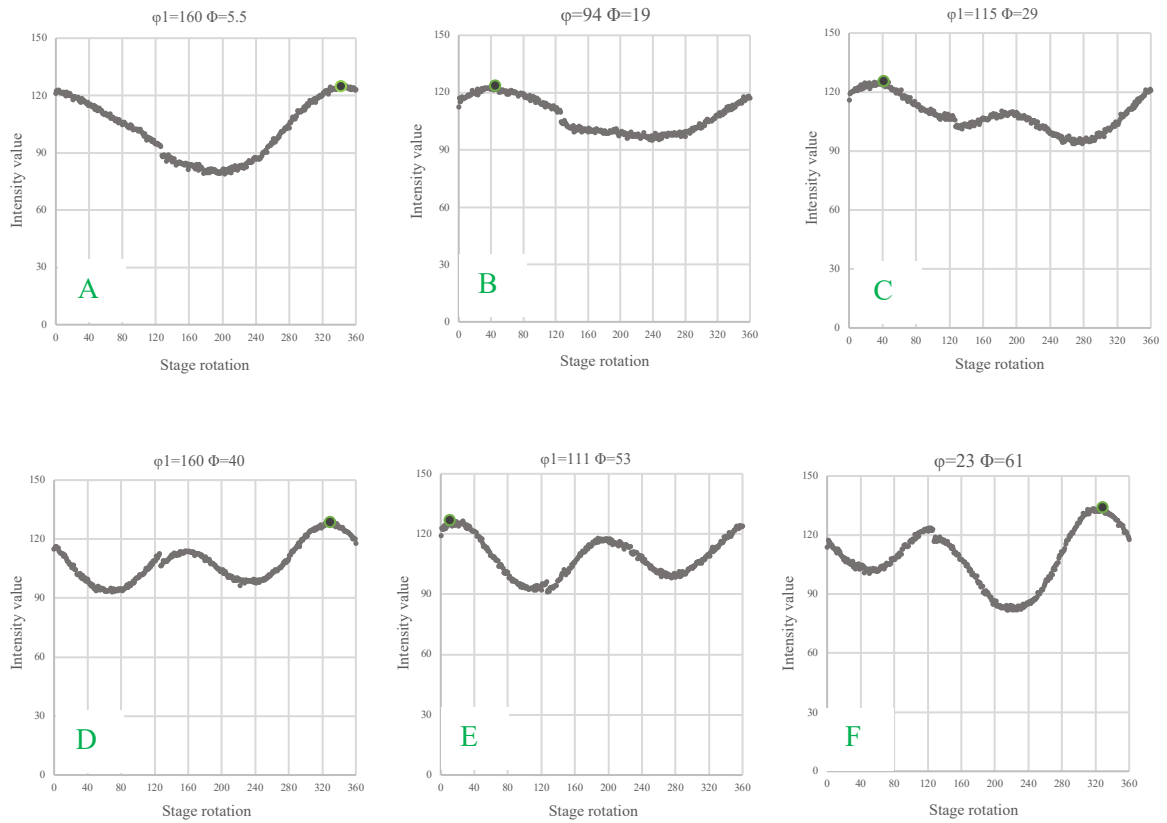 φ1=160 Φ=5.5
150
120
90
60
30
0
Intensity value
A
0 40 80 120 160 200 240 280 320 360
Stage rotation
φ=94 Φ=19
150
120
90
60
30
0
Intensity value
B
0 40 80 120 160 200 240 280 320 360
Stage rotation
φ1=115 Φ=29
150
120
90
60
30
0
Intensity value
C
0 40 80 120 160 200 240 280 320 360
Stage rotation
φ1=160 Φ=40
150
120
90
60
30
0
Intensity value
D
0 40 80 120 160 200 240 280 320 360
Stage rotation
φ1=111 Φ=53
150
120
90
60
30
0
Intensity value
E
0 40 80 120 160 200 240 280 320 360
Stage rotation
φ=23 Φ=61
150
120
90
60
30
0
Intensity value
F
0 40 80 120 160 200 240 280 320 360
Stage rotation